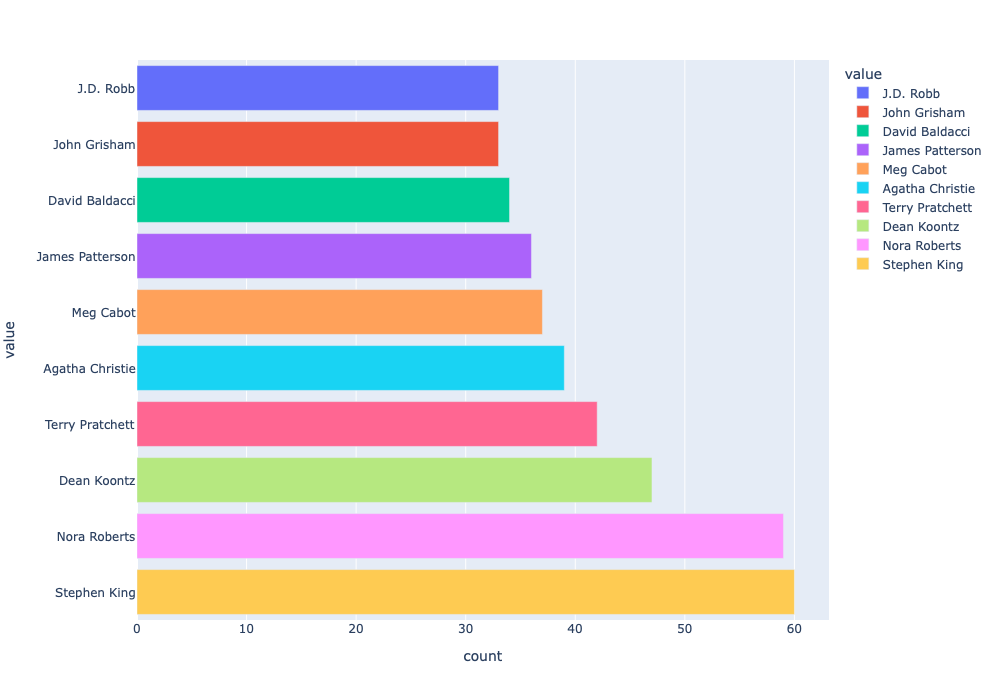 J.D. Robb
John Grisham
David Baldacci
James Patterson
Meg Cabot
Agatha Christie
Terry Pratchett
Dean Koontz
Nora Roberts
Stephen King
value
0 10 20 30 40 50 60
count
value
J.D. Robb
John Grisham
David Baldacci
James Patterson
Meg Cabot
Agatha Christie
Terry Pratchett
Dean Koontz
Nora Roberts
Stephen King